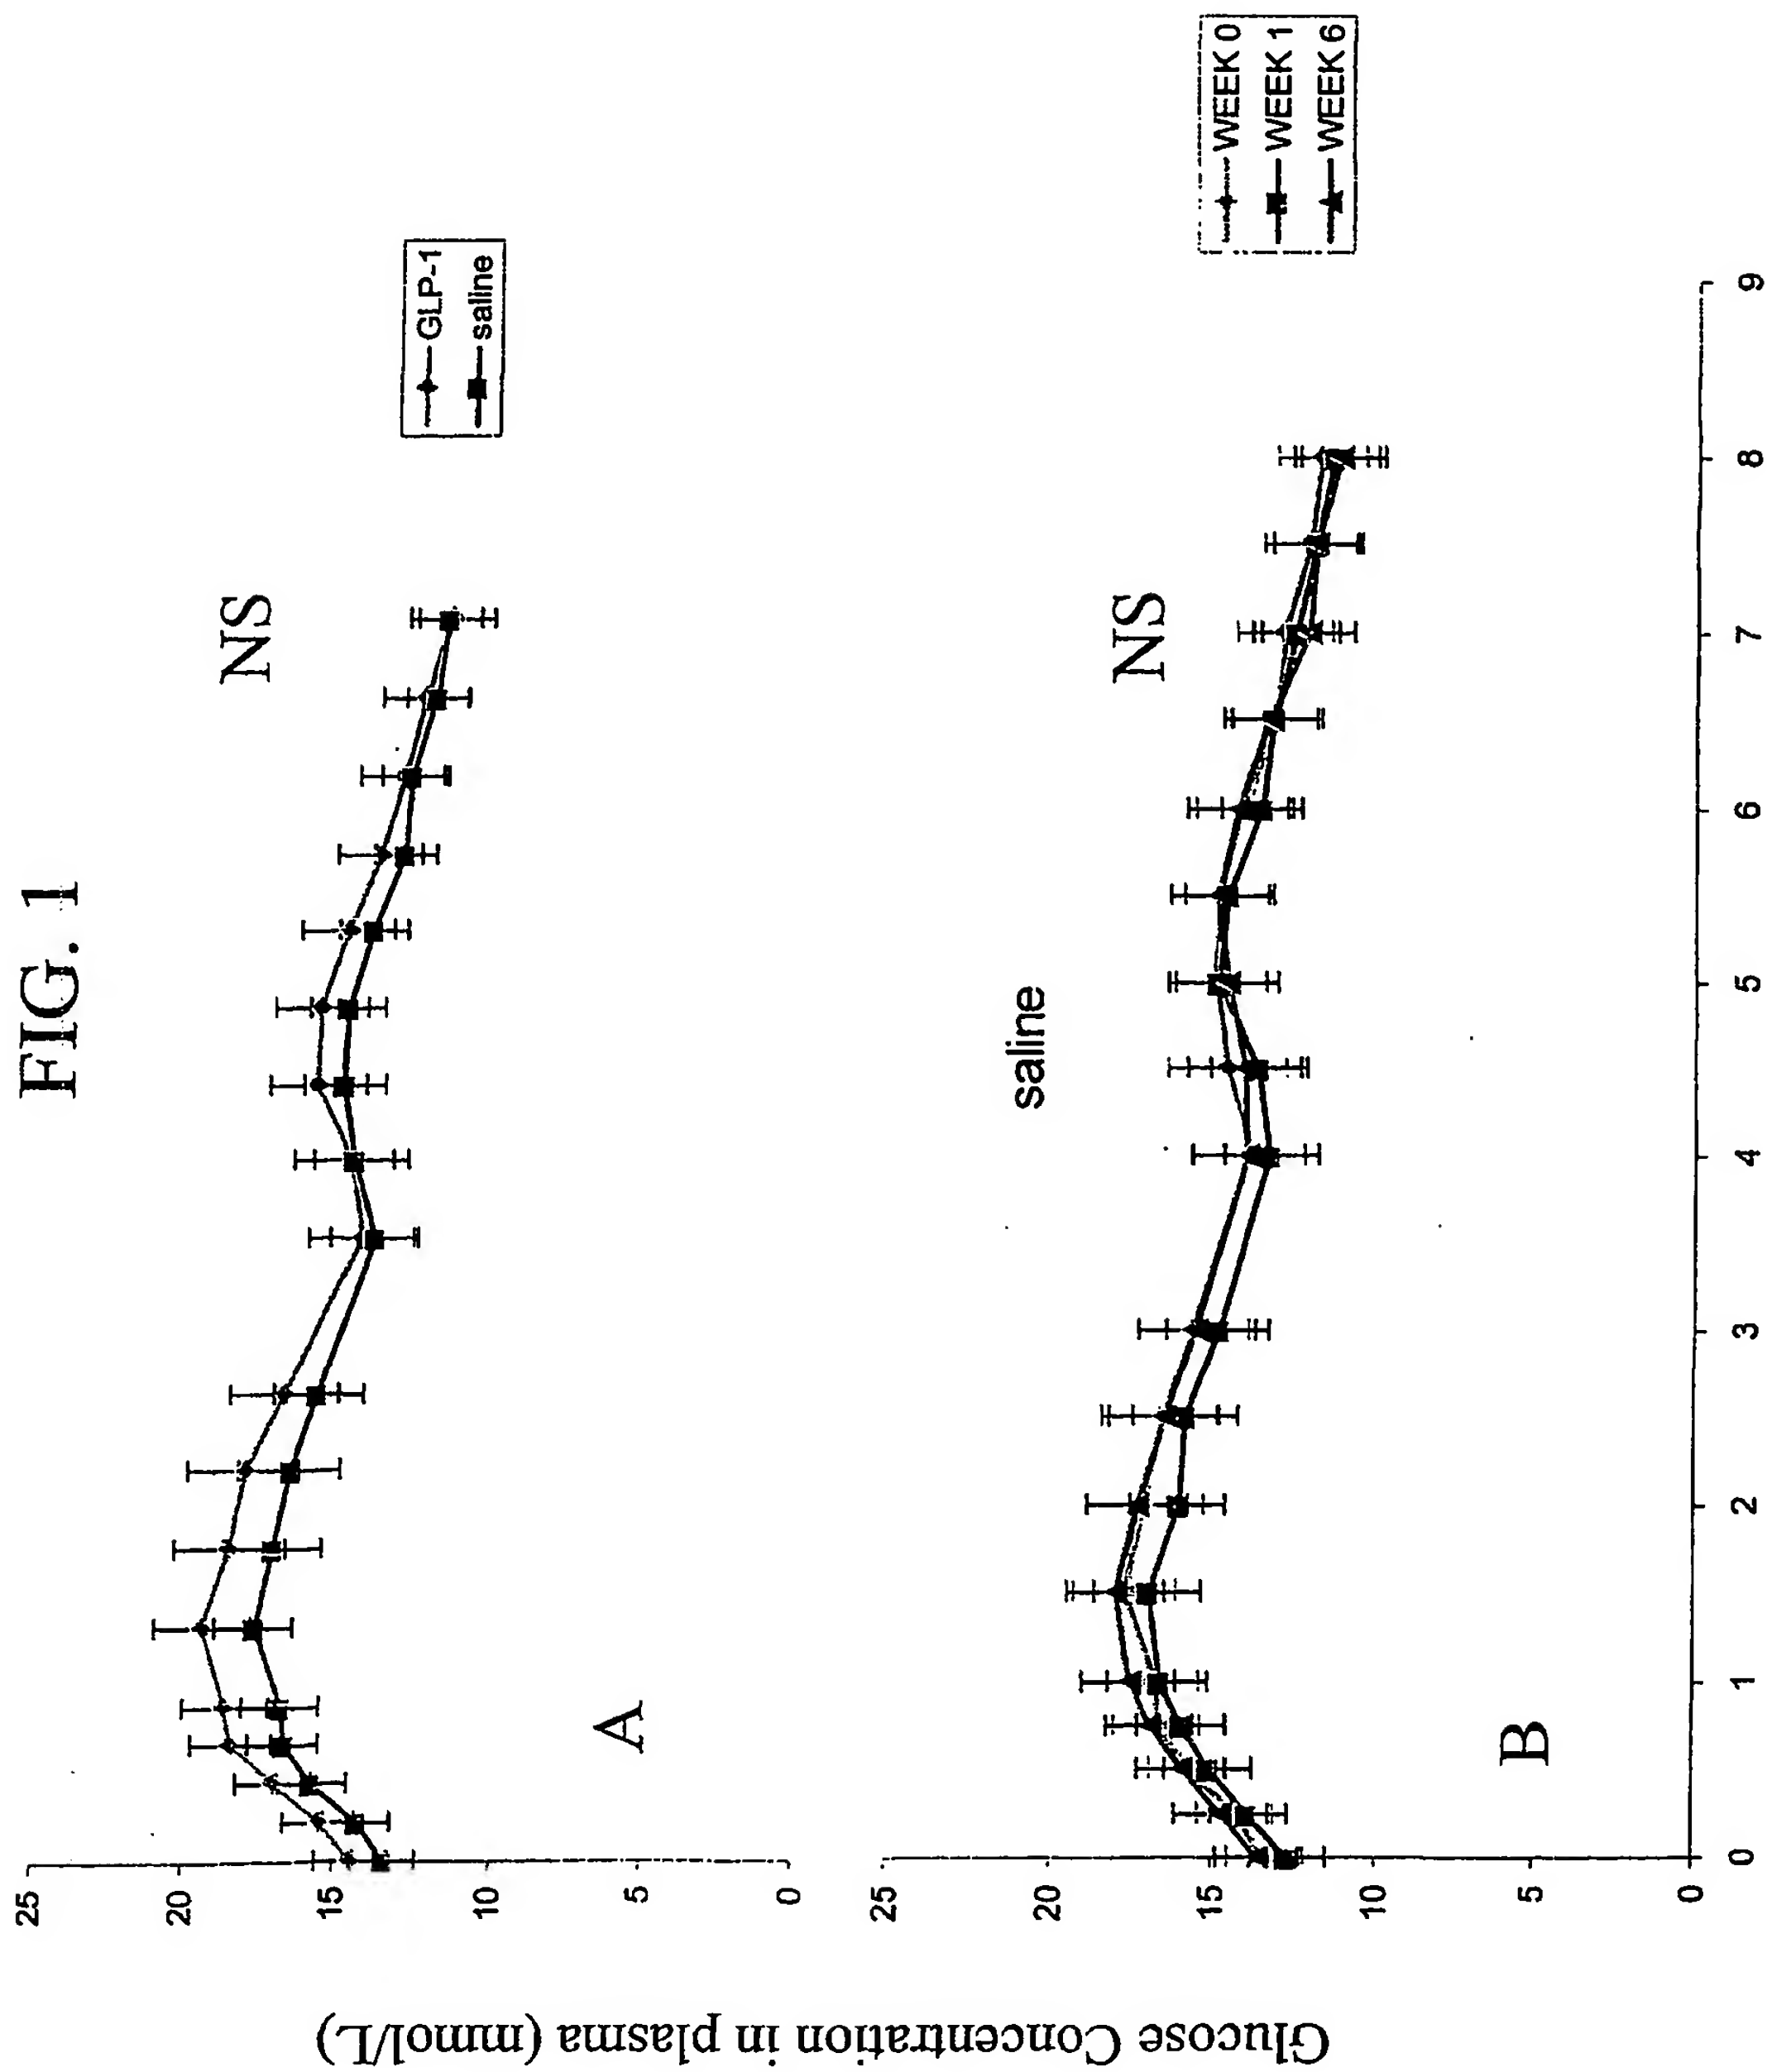 FIG. 1
Glucose Concentration in plasma (mmol/L)
25
20
15
10
5
0
A
NS
GLP-1
saline
saline
25
20
15
10
5
0
B
NS
0 1 2 3 4 5 6 7 8 9
WEEK 0
WEEK 1
WEEK 6